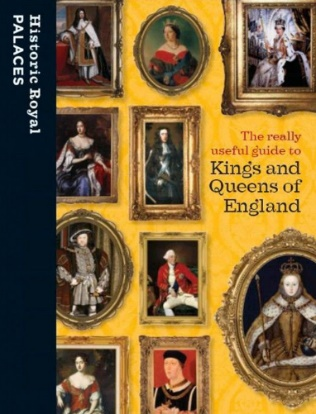 Historic Royal
PALACES
The really
useful guide to
Kings and
Queens of
England